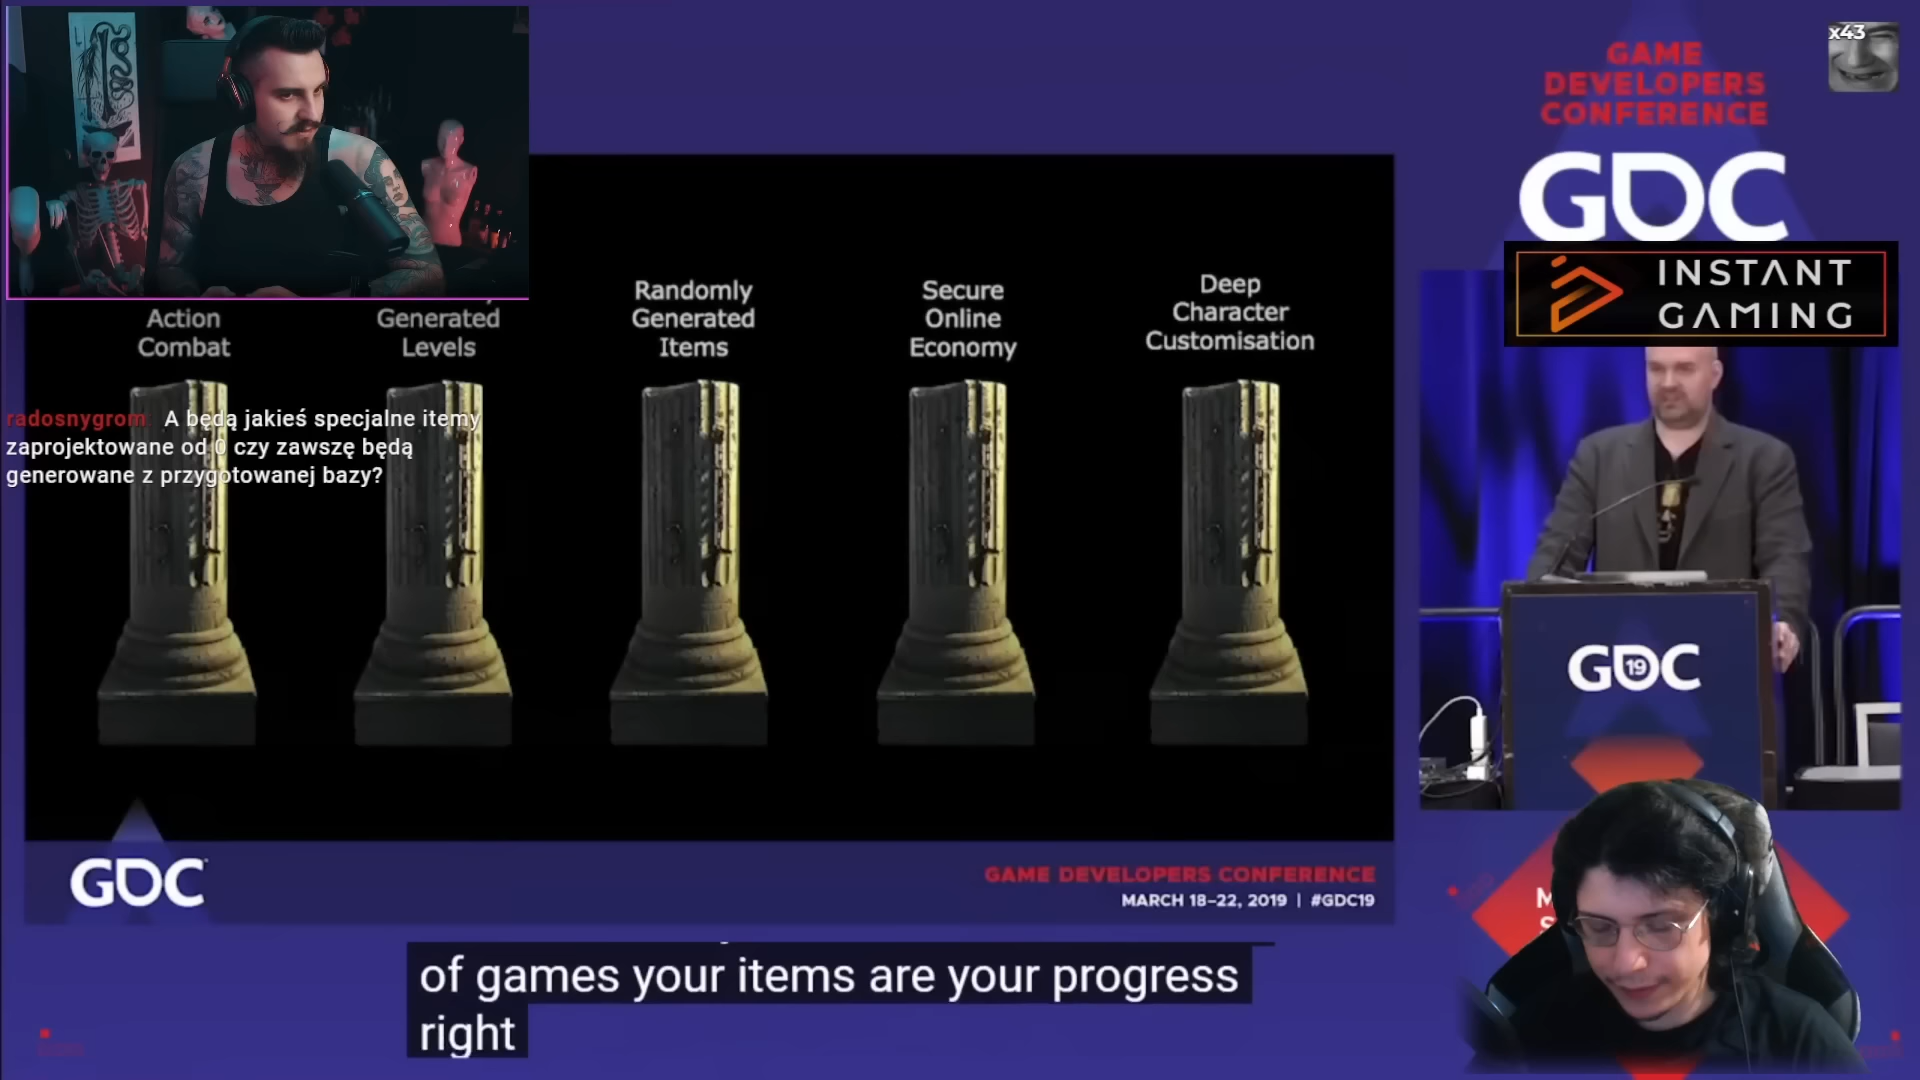 x43
GAME
DEVELOPERS
CONFERENCE
GDC
INSTANT
GAMING
Action
Combat
Generated
Levels
Randomly
Generated
Items
Secure
Online
Economy
Deep
Character
Customisation
radosnygrom: A będą jakieś specjalne itemy
zaprojektowane od 0 czy zawszę będą
generowane z przygotowanej bazy?
GDC
19
GDC
GAME DEVELOPERS CONFERENCE
MARCH 18-22, 2019 | #GDC19
of games your items are your progress
right